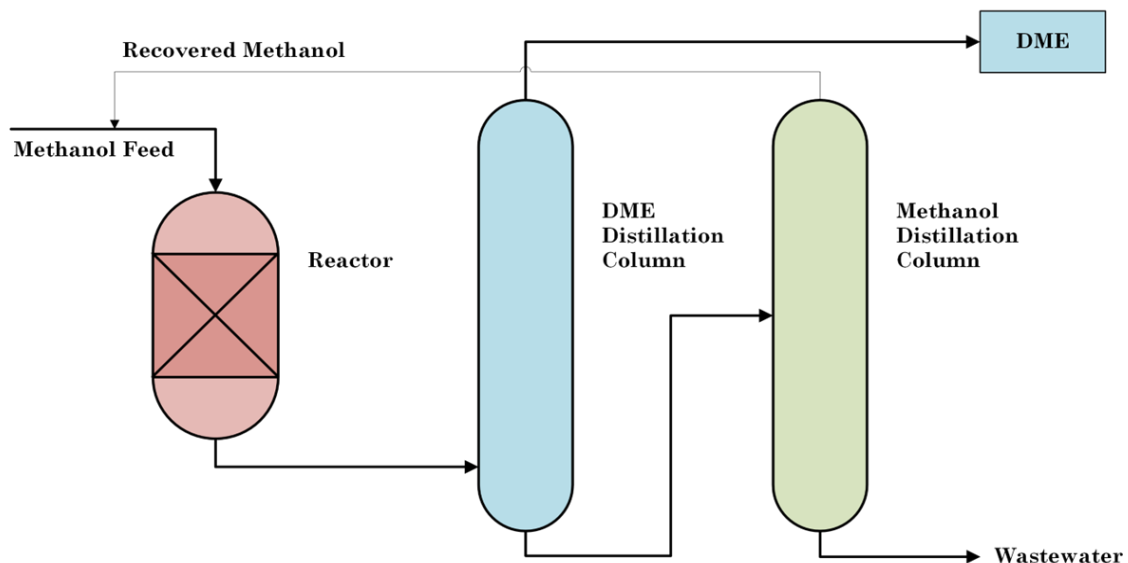 Recovered Methanol
DME
Methanol Feed
Reactor
DME
Distillation
Column
Methanol
Distillation
Column
Wastewater